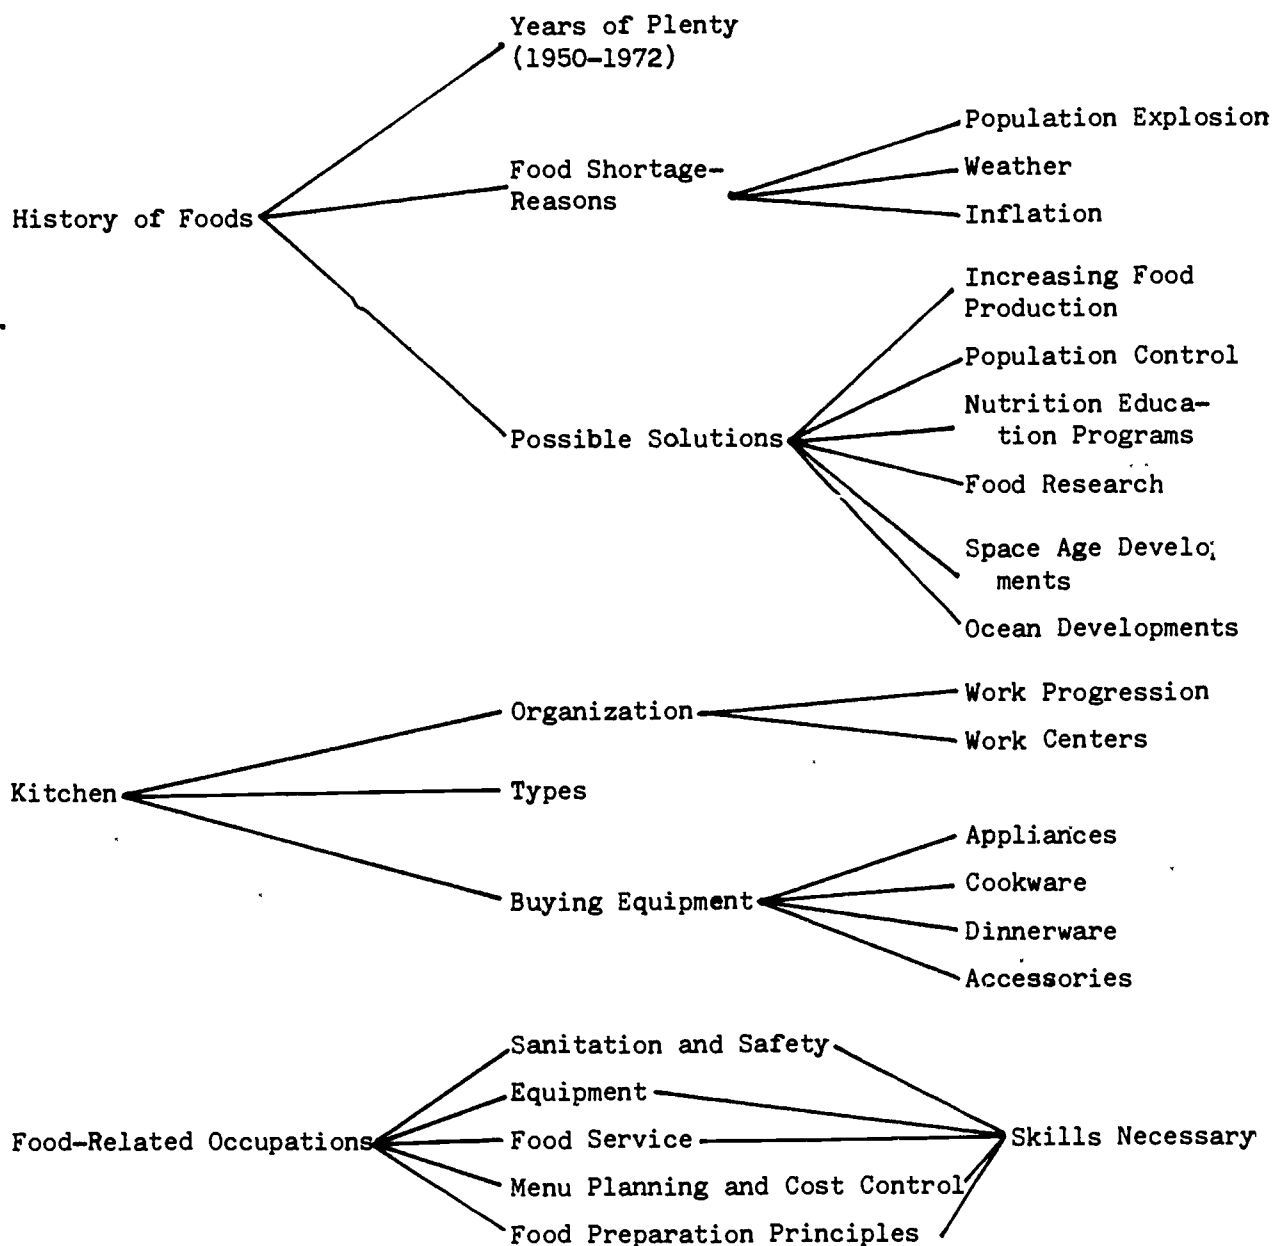 Years of Plenty
(1950-1972)
Population Explosion
Food Shortage-
Reasons
Weather
Inflation
History of Foods
Increasing Food
Production
Population Control
Nutrition Educa-
tion Programs
Possible Solutions
Food Research
Space Age Develop
ments
Ocean Developments
Work Progression
Organization
Work Centers
Kitchen
Types
Appliances
Cookware
Buying Equipment
Dinnerware
Accessories
Sanitation and Safety
Equipment
Food-Related Occupations
Food Service
Skills Necessary
Menu Planning and Cost Control
Food Preparation Principles